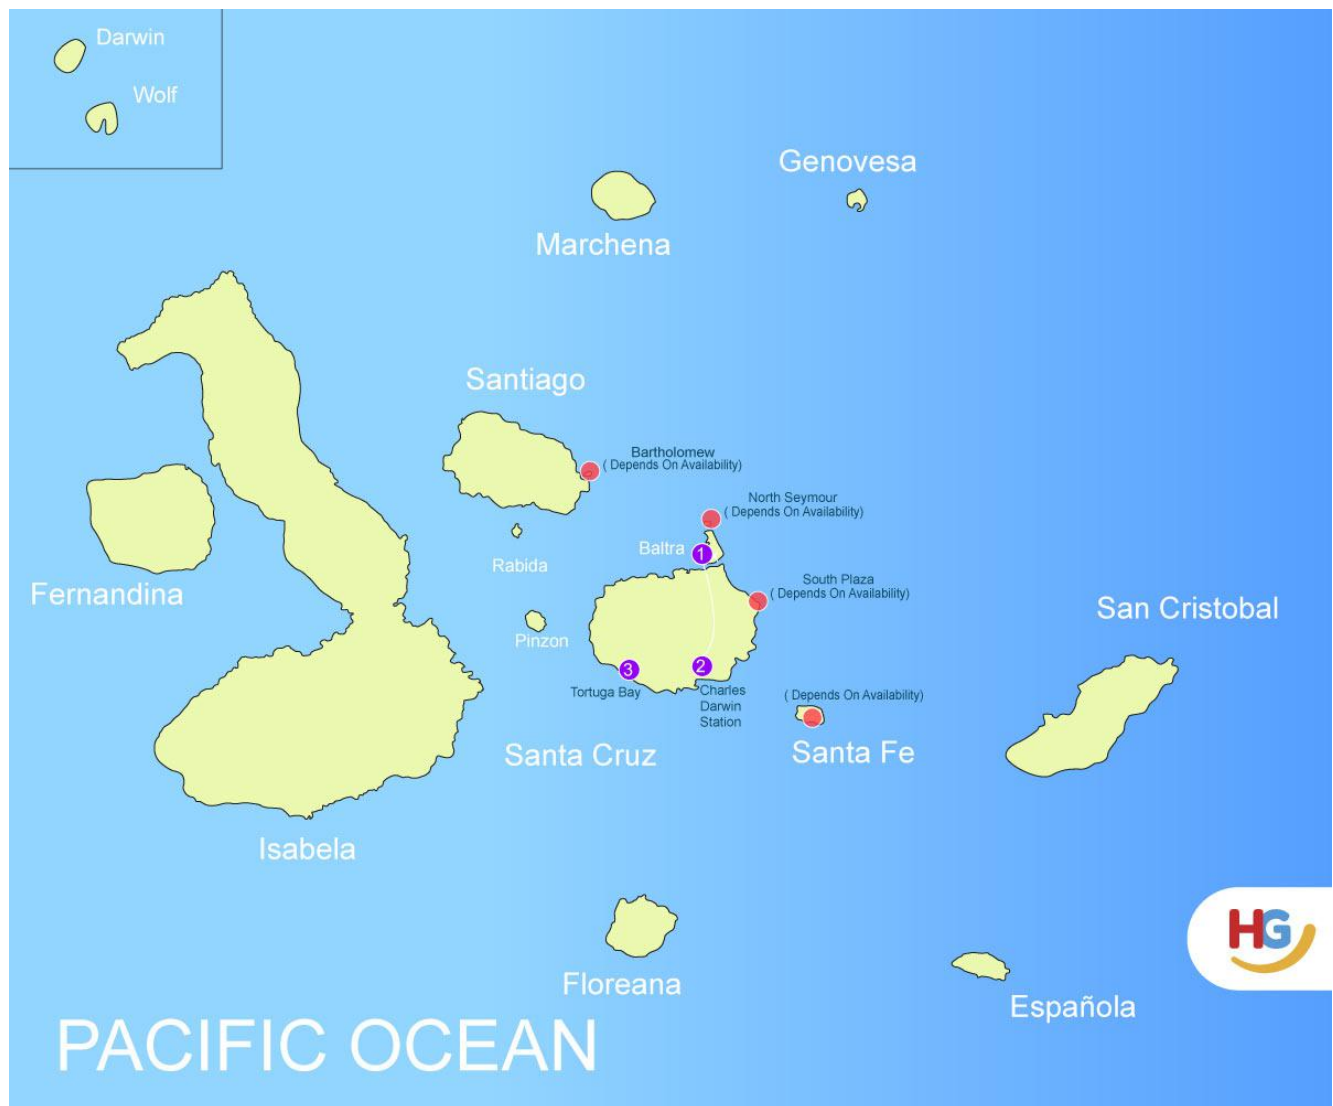 Darwin
Wolf
Genovesa
Marchena
Santiago
Bartholomew
( Depends On Availability)
North Seymour
( Depends On Availability)
Baltra
1
Rabida
South Plaza
( Depends On Availability)
Fernandina
San Cristobal
Pinzon
3
2
Tortuga Bay
Charles
Darwin
Station
( Depends On Availability)
Santa Cruz
Santa Fe
Isabela
HG
Floreana
Española
PACIFIC OCEAN